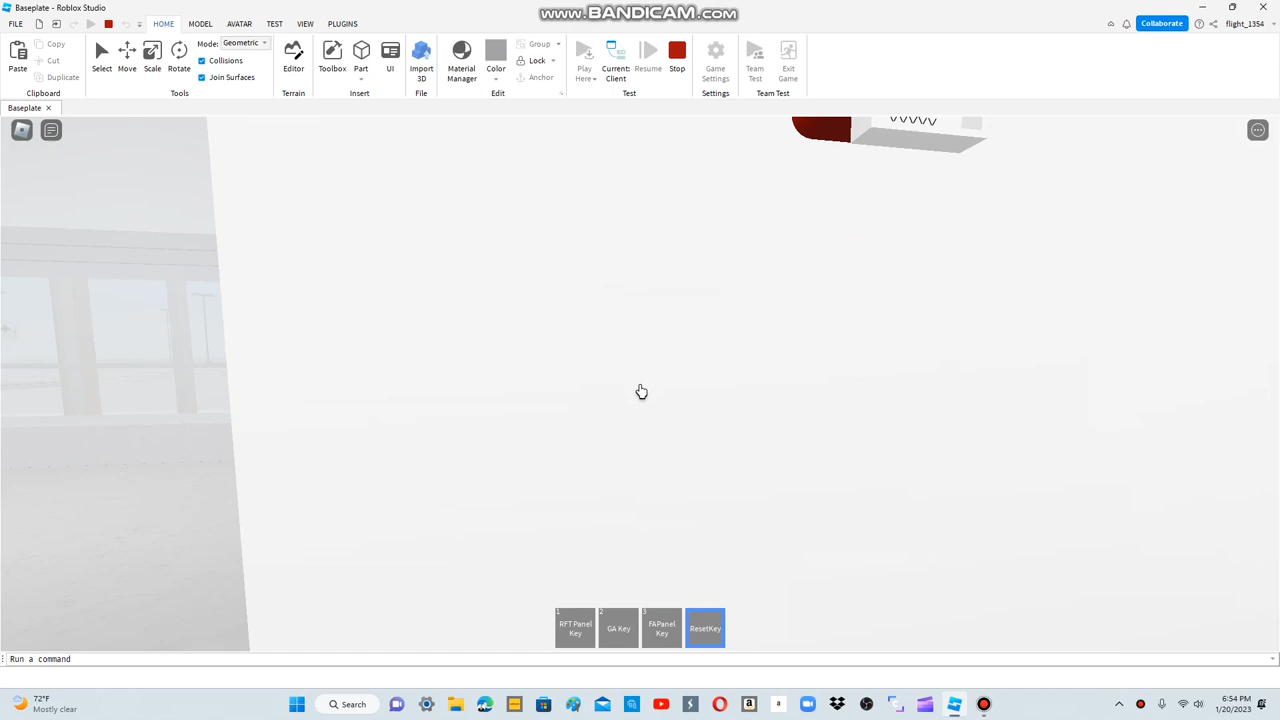 Baseplate - Roblox Studio
www.BANDICAM.com
FILE
HOME MODEL AVATAR TEST VIEW PLUGINS
Collaborate
flight_1354
Paste
Copy
Cut
Duplicate
Clipboard
Select Move Scale Rotate
Mode: Geometric
Collisions
Join Surfaces
Tools
Editor
Terrain
Toolbox Part UI
Insert
Import 3D
File
Material Manager
Color
Group
Lock
Anchor
Edit
Play Here
Current: Client
Resume
Stop
Test
Game Settings
Settings
Team Test
Exit Game
Team Test
Baseplate
1 RFT Panel Key
2 GA Key
3 FAPanel Key
ResetKey
Run a command
72°F
Mostly clear
Search
6:54 PM
1/20/2023